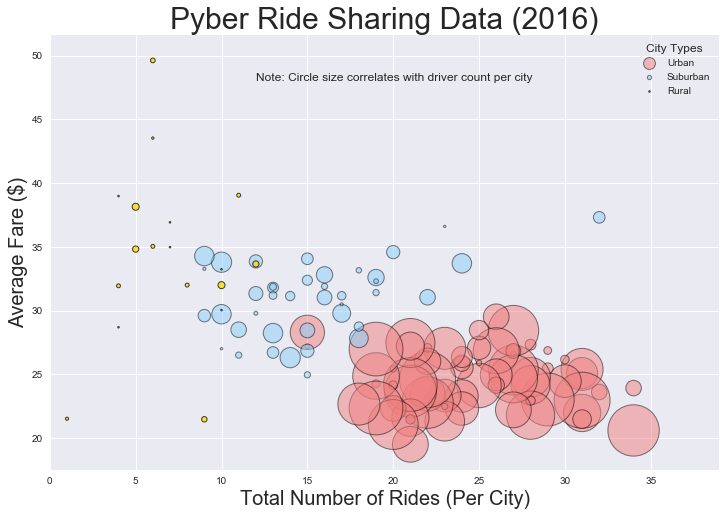 Pyber Ride Sharing Data (2016)
50
45
40
35
30
25
20
Average Fare ($)
Note: Circle size correlates with driver count per city
City Types
Urban
Suburban
Rural
0 5 10 15 20 25 30 35
Total Number of Rides (Per City)